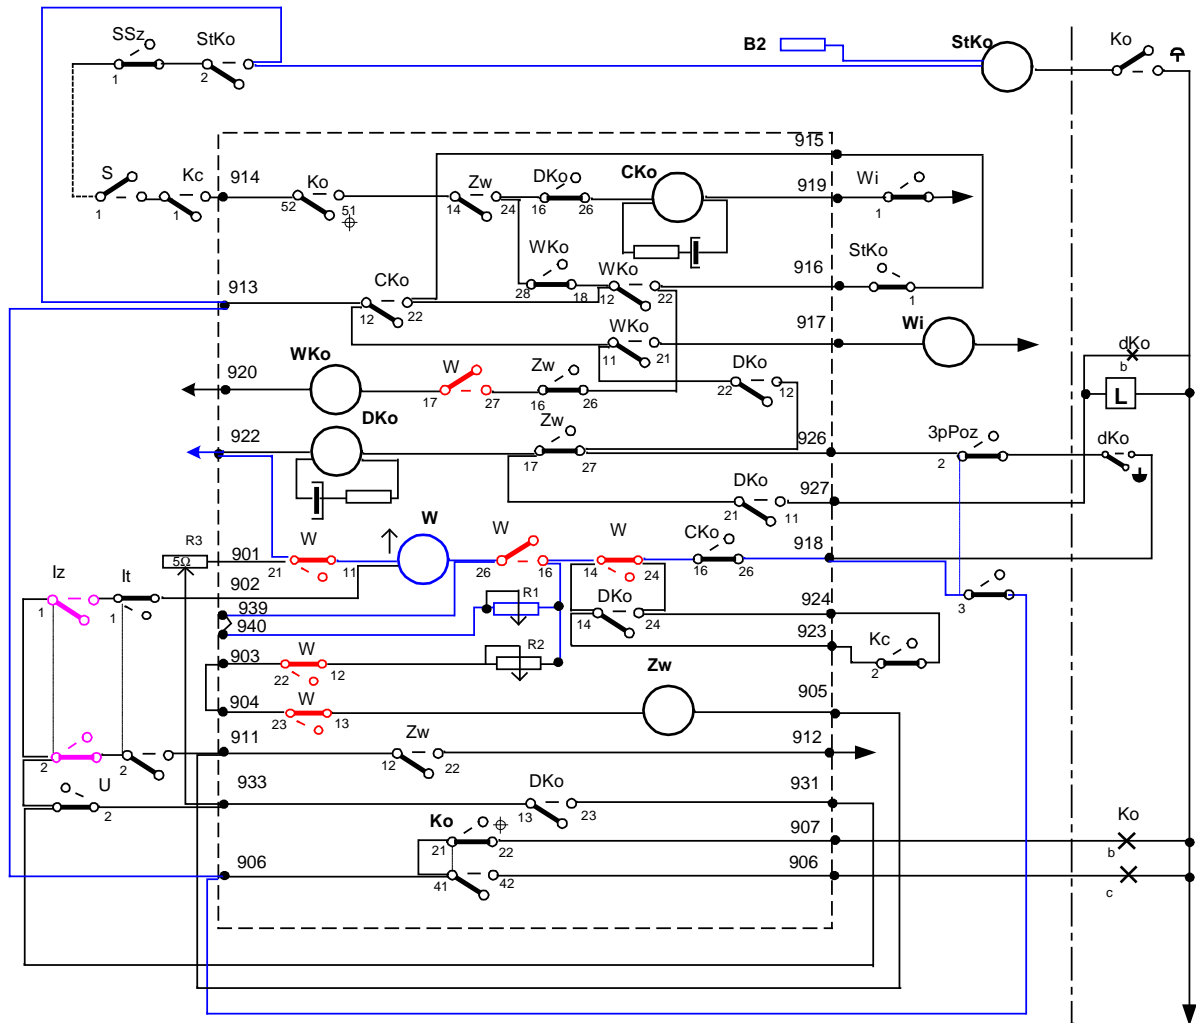 SSz StKo B2 StKo Ko
1 2
915
S Kc 914 Ko Zw DKo CKo 919 Wi
1 1 52 51 14 24 16 26 1
WKo WKo 916 StKo
913 CKo 28 18 12 22 1
12 22 WKo 917 Wi
11 21
dKo
b
WKo 920 W Zw DKo
17 27 16 26 22 12 L
DKo
922 Zw 926 3pPoz dKo
17 27 2
DKo 927
21 11
W
R3 901 W W W CKo 918
5Ω 21 11 26 16 14 24 16 26
Iz It 902
1 1 939 R1 DKo 924 3
940 14 24 923 Kc
903 W R2 2
22 12 Zw
904 W 905
23 13
911 Zw 912
2 2 12 22
U 933 DKo 931
2 13 23
Ko 907 Ko
21 22 b
906 41 42 906 c